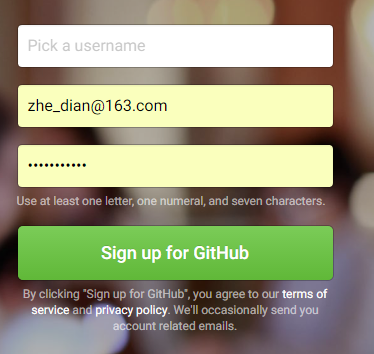 Pick a username
zhe_dian@163.com
•••••••••••
Use at least one letter, one numeral, and seven characters.
Sign up for GitHub
By clicking "Sign up for GitHub", you agree to our terms of
service and privacy policy. We'll occasionally send you
account related emails.